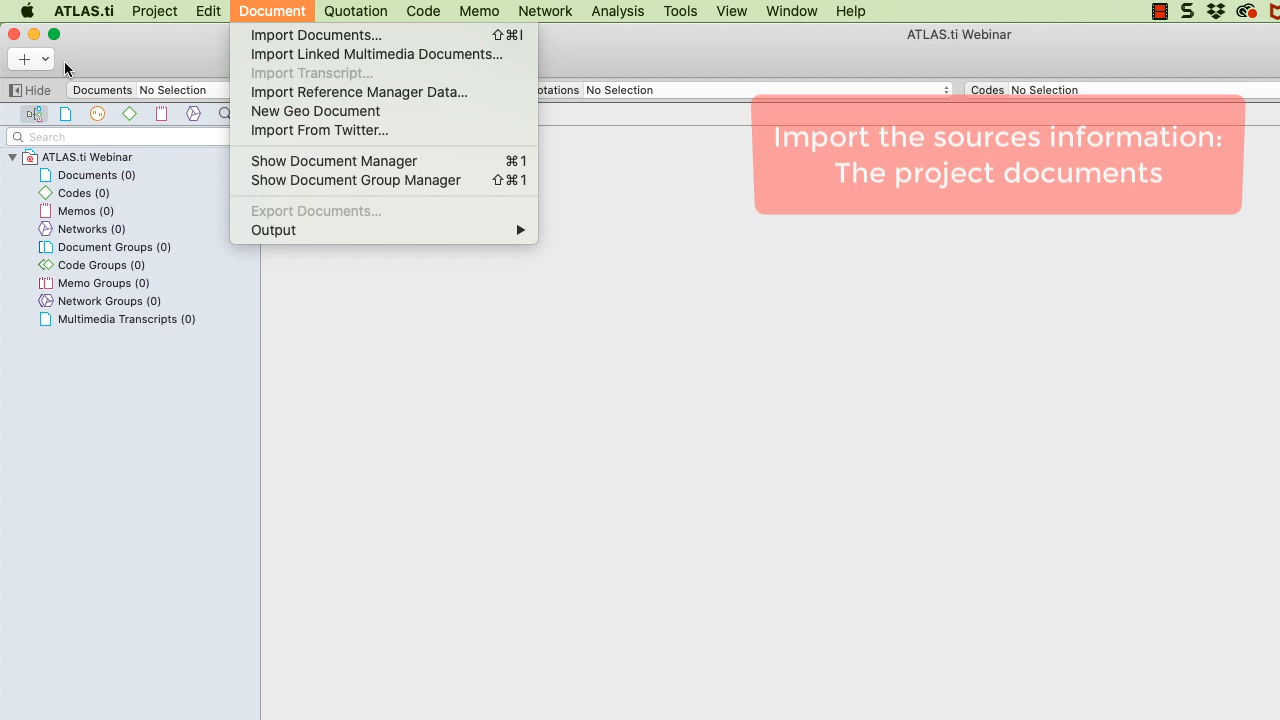 ATLAS.ti Project Edit Document Quotation Code Memo Network Analysis Tools View Window Help
ATLAS.ti Webinar
Hide Documents No Selection otations No Selection Codes No Selection
Import Documents... ⇧⌘I
Import Linked Multimedia Documents...
Import Transcript...
Import Reference Manager Data...
New Geo Document
Import From Twitter...
Show Document Manager ⌘1
Show Document Group Manager ⇧⌘1
Export Documents...
Output
Search
ATLAS.ti Webinar
Documents (0)
Codes (0)
Memos (0)
Networks (0)
Document Groups (0)
Code Groups (0)
Memo Groups (0)
Network Groups (0)
Multimedia Transcripts (0)
Import the sources information:
The project documents